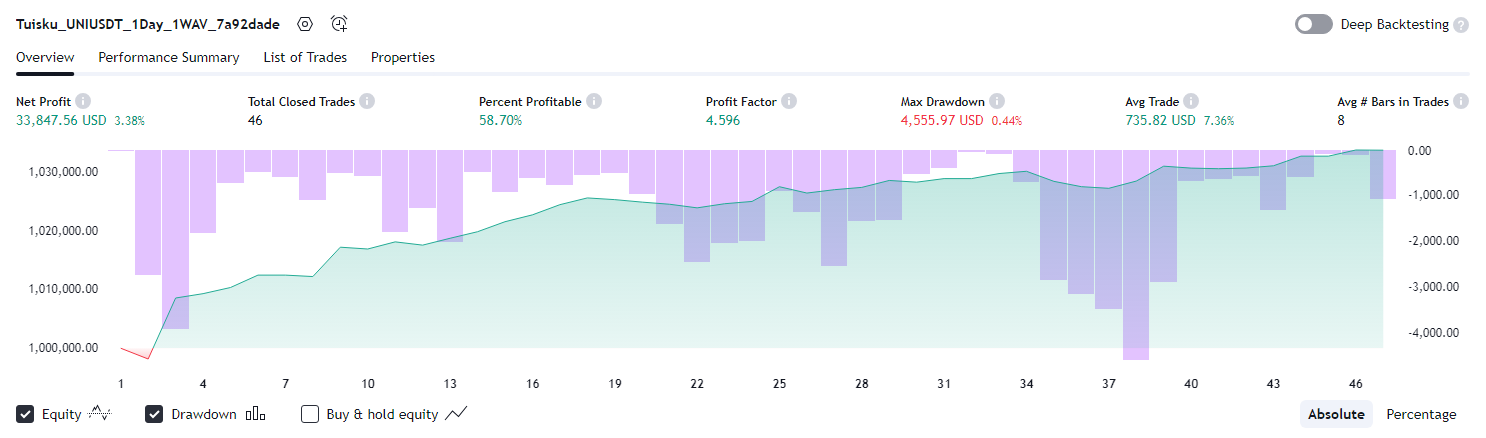 Tuisku_UNIUSDT_1Day_1WAV_7a92dade
Deep Backtesting ?
Overview Performance Summary List of Trades Properties
Net Profit i Total Closed Trades i Percent Profitable i Profit Factor i Max Drawdown i Avg Trade i Avg # Bars in Trades i
33,847.56 USD 3.38% 46 58.70% 4.596 4,555.97 USD 0.44% 735.82 USD 7.36% 8
1,030,000.00
1,020,000.00
1,010,000.00
1,000,000.00
0.00
-1,000.00
-2,000.00
-3,000.00
-4,000.00
1 4 7 10 13 16 19 22 25 28 31 34 37 40 43 46
Equity Drawdown Buy & hold equity Absolute Percentage